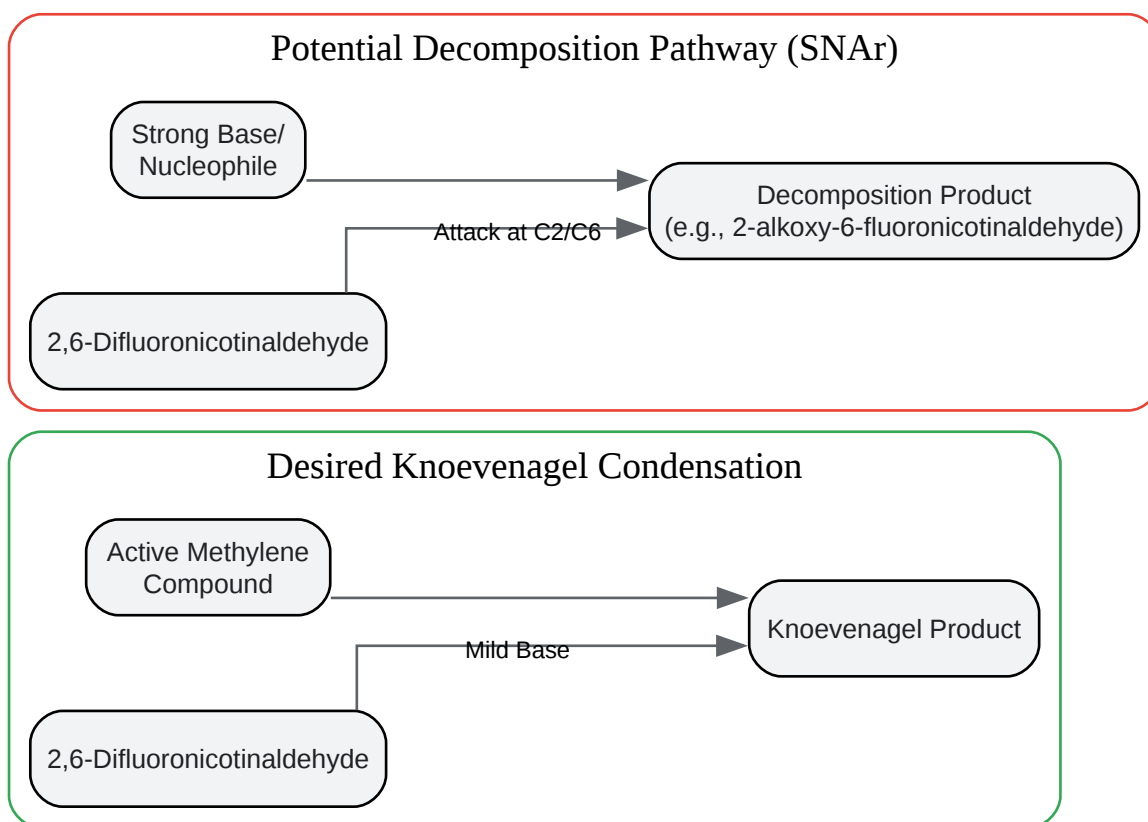 Potential Decomposition Pathway (SNAr)
Strong Base/
Nucleophile
Decomposition Product
(e.g., 2-alkoxy-6-fluoronicotinaldehyde)
Attack at C2/C6
2,6-Difluoronicotinaldehyde
Desired Knoevenagel Condensation
Active Methylene
Compound
Knoevenagel Product
Mild Base
2,6-Difluoronicotinaldehyde